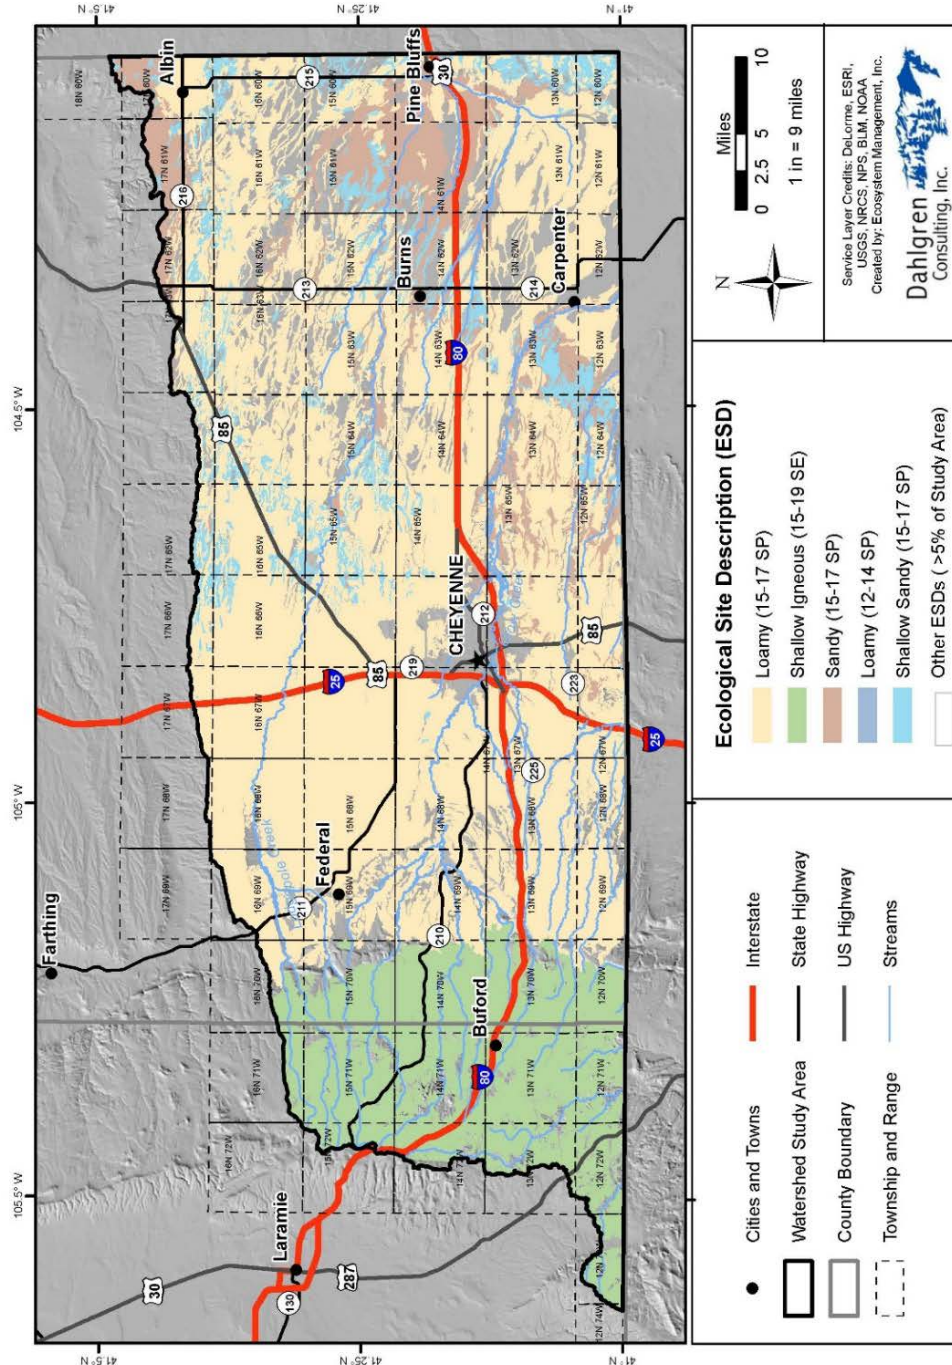 105.5° W
105° W
104.5° W
41.5° N
41.25° N
41° N
Farthing
Laramie
Federal
Buford
CHEYENNE
Burns
Carpenter
Albin
Pine Bluffs
30
130
287
80
210
211
25
85
219
212
223
225
85
25
85
80
213
214
216
215
30
12N 74W
16N 72W
15N 72W
14N 72W
12N 72W
16N 71W
15N 71W
14N 71W
13N 71W
12N 71W
16N 70W
15N 70W
14N 70W
13N 70W
12N 70W
17N 69W
16N 69W
15N 69W
14N 69W
13N 69W
12N 69W
17N 68W
16N 68W
15N 68W
14N 68W
13N 68W
12N 68W
17N 67W
16N 67W
14N 67W
13N 67W
12N 67W
17N 66W
16N 66W
17N 65W
16N 65W
15N 65W
14N 65W
13N 65W
12N 65W
15N 64W
14N 64W
13N 64W
12N 64W
16N 63W
15N 63W
14N 63W
13N 63W
12N 63W
17N 62W
16N 62W
15N 62W
14N 62W
13N 62W
12N 62W
17N 61W
16N 61W
15N 61W
14N 61W
13N 61W
12N 61W
18N 60W
17N 60W
16N 60W
15N 60W
13N 60W
12N 60W
Cities and Towns
Watershed Study Area
County Boundary
Township and Range
Interstate
State Highway
US Highway
Streams
Ecological Site Description (ESD)
Loamy (15-17 SP)
Shallow Igneous (15-19 SE)
Sandy (15-17 SP)
Loamy (12-14 SP)
Shallow Sandy (15-17 SP)
Other ESDs ( >5% of Study Area)
N
Miles
0 2.5 5 10
1 in = 9 miles
Service Layer Credits: DeLorme, ESRI,
USGS, NRCS, NPS, BLM, NOAA
Created by: Ecosystem Management, Inc.
Dahlgren
Consulting, Inc.